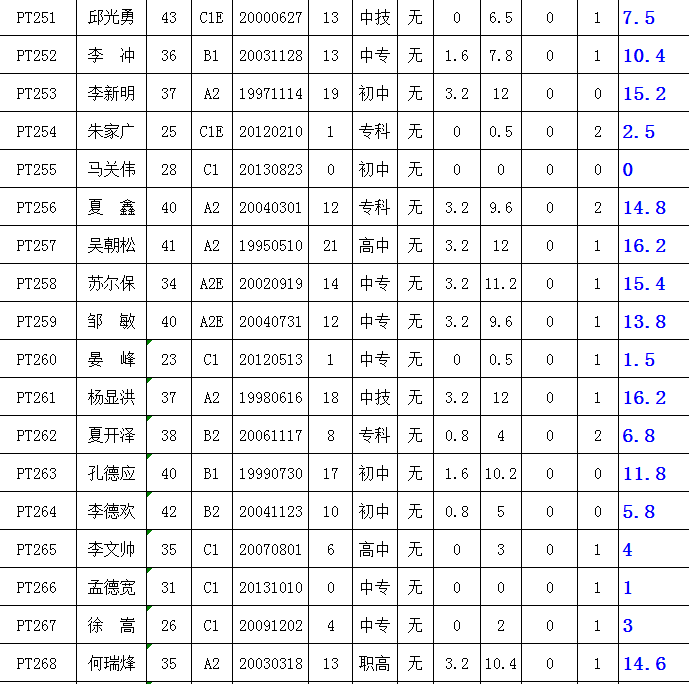 PT251 邱光勇 43 C1E 20000627 13 中技 无 0 6.5 0 1 7.5
PT252 李 冲 36 B1 20031128 13 中专 无 1.6 7.8 0 1 10.4
PT253 李新明 37 A2 19971114 19 初中 无 3.2 12 0 0 15.2
PT254 朱家广 25 C1E 20120210 1 专科 无 0 0.5 0 2 2.5
PT255 马关伟 28 C1 20130823 0 初中 无 0 0 0 0 0
PT256 夏 鑫 40 A2 20040301 12 专科 无 3.2 9.6 0 2 14.8
PT257 吴朝松 41 A2 19950510 21 高中 无 3.2 12 0 1 16.2
PT258 苏尔保 34 A2E 20020919 14 中专 无 3.2 11.2 0 1 15.4
PT259 邹 敏 40 A2E 20040731 12 中专 无 3.2 9.6 0 1 13.8
PT260 晏 峰 23 C1 20120513 1 中专 无 0 0.5 0 1 1.5
PT261 杨显洪 37 A2 19980616 18 中技 无 3.2 12 0 1 16.2
PT262 夏开泽 38 B2 20061117 8 专科 无 0.8 4 0 2 6.8
PT263 孔德应 40 B1 19990730 17 初中 无 1.6 10.2 0 0 11.8
PT264 李德欢 42 B2 20041123 10 初中 无 0.8 5 0 0 5.8
PT265 李文帅 35 C1 20070801 6 高中 无 0 3 0 1 4
PT266 孟德宽 31 C1 20131010 0 中专 无 0 0 0 1 1
PT267 徐 嵩 26 C1 20091202 4 中专 无 0 2 0 1 3
PT268 何瑞烽 35 A2 20030318 13 职高 无 3.2 10.4 0 1 14.6